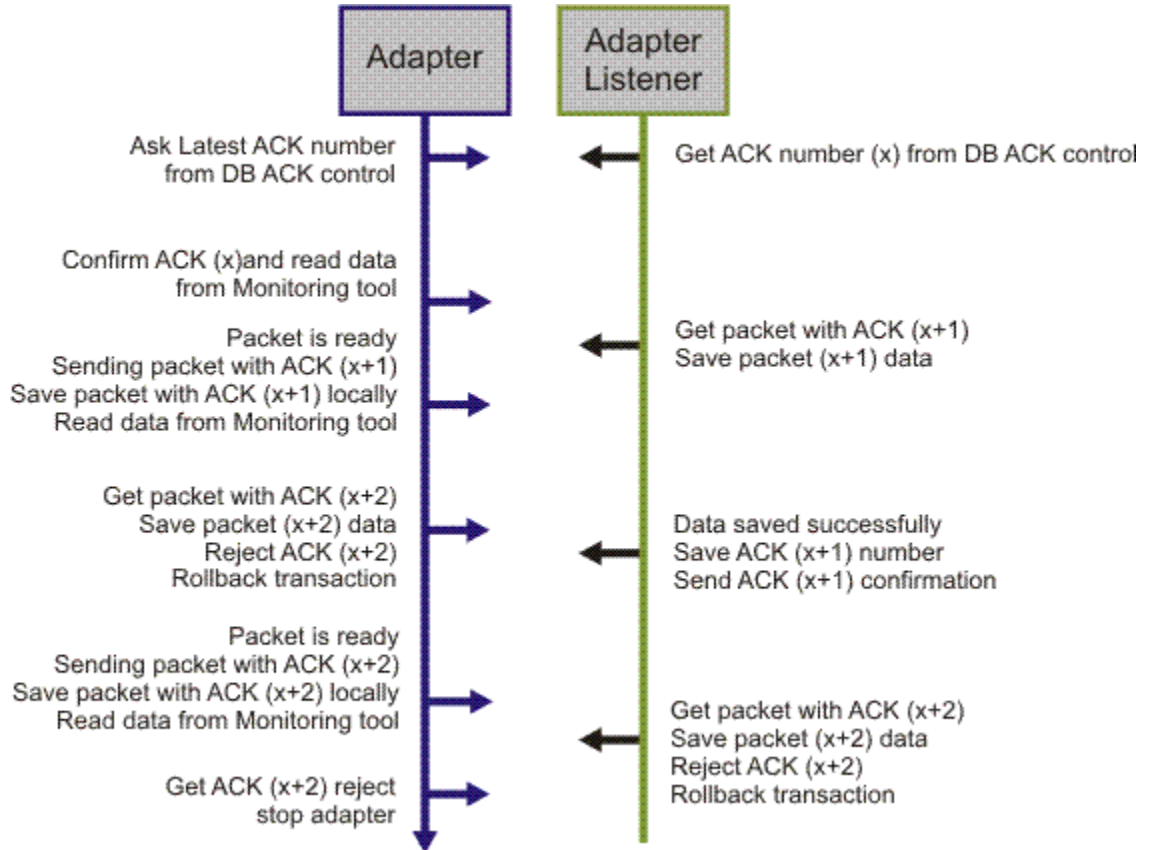 Adapter
Adapter
Listener
Ask Latest ACK number
from DB ACK control
Get ACK number (x) from DB ACK control
Confirm ACK (x)and read data
from Monitoring tool
Packet is ready
Sending packet with ACK (x+1)
Save packet with ACK (x+1) locally
Read data from Monitoring tool
Get packet with ACK (x+1)
Save packet (x+1) data
Get packet with ACK (x+2)
Save packet (x+2) data
Reject ACK (x+2)
Rollback transaction
Data saved successfully
Save ACK (x+1) number
Send ACK (x+1) confirmation
Packet is ready
Sending packet with ACK (x+2)
Save packet with ACK (x+2) locally
Read data from Monitoring tool
Get packet with ACK (x+2)
Save packet (x+2) data
Reject ACK (x+2)
Rollback transaction
Get ACK (x+2) reject
stop adapter